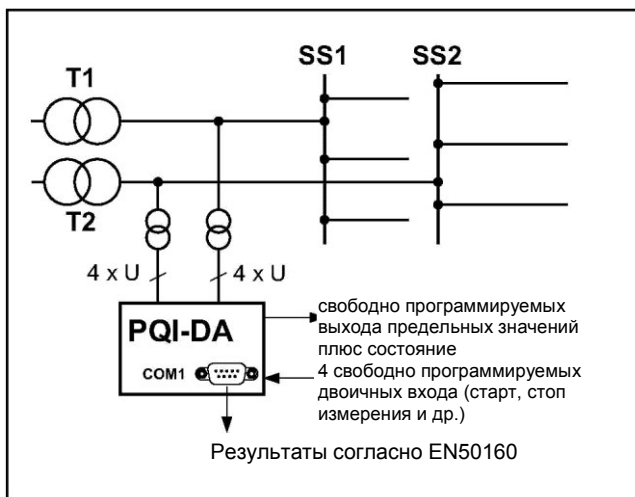 SS1 SS2
T1
T2
4 x U 4 x U
PQI-DA
COM1
свободно программируемых
выхода предельных значений
плюс состояние
4 свободно программируемых
двоичных входа (старт, стоп
измерения и др.)
Результаты согласно EN50160